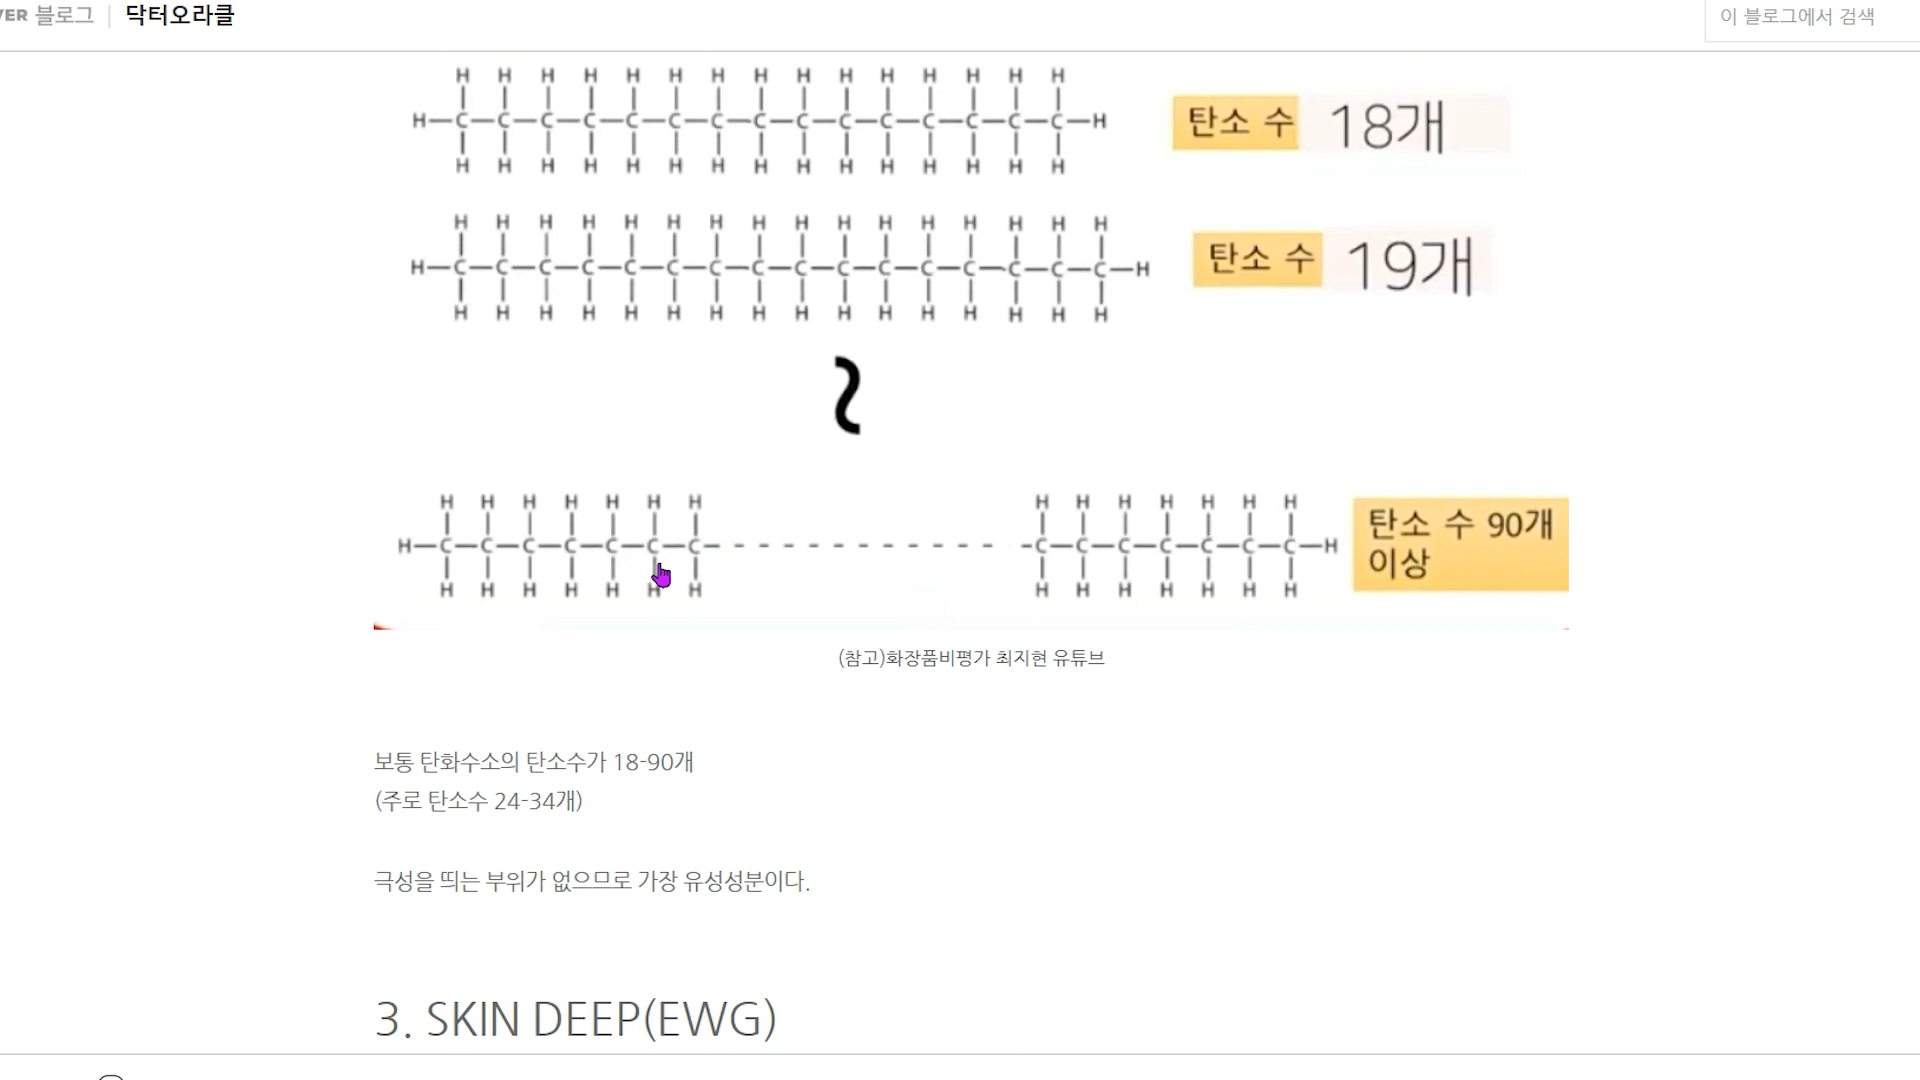 VER 블로그 | 닥터오라클
이 블로그에서 검색
H H H H H H H H H H H H H H H
H-C-C-C-C-C-C-C-C-C-C-C-C-C-C-C-H
H H H H H H H H H H H H H H H
탄소 수 18개
H H H H H H H H H H H H H H H H
H-C-C-C-C-C-C-C-C-C-C-C-C-C-C-C-C-H
H H H H H H H H H H H H H H H H
탄소 수 19개
~
H H H H H H H H H H H H H H
H-C-C-C-C-C-C-C- - - - - - - - - - - -C-C-C-C-C-C-C-H
H H H H H H H H H H H H H H
탄소 수 90개
이상
(참고)화장품비평가 최지현 유튜브
보통 탄화수소의 탄소수가 18-90개
(주로 탄소수 24-34개)
극성을 띄는 부위가 없으므로 가장 유성성분이다.
3. SKIN DEEP(EWG)